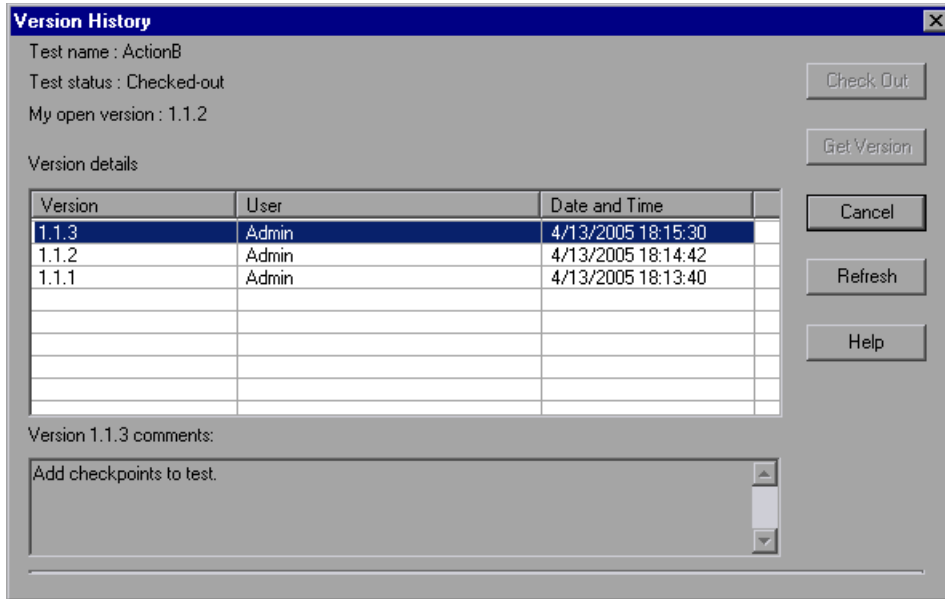 Version History
Test name : ActionB
Test status : Checked-out
My open version : 1.1.2
Check Out
Get Version
Version details
Version User Date and Time
1.1.3 Admin 4/13/2005 18:15:30
1.1.2 Admin 4/13/2005 18:14:42
1.1.1 Admin 4/13/2005 18:13:40
Cancel
Refresh
Help
Version 1.1.3 comments:
Add checkpoints to test.